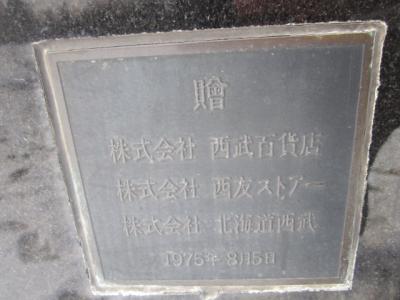 贈
株式会社 西武百貨店
株式会社 西友ストアー
株式会社 北海道西武
1975年8月5日